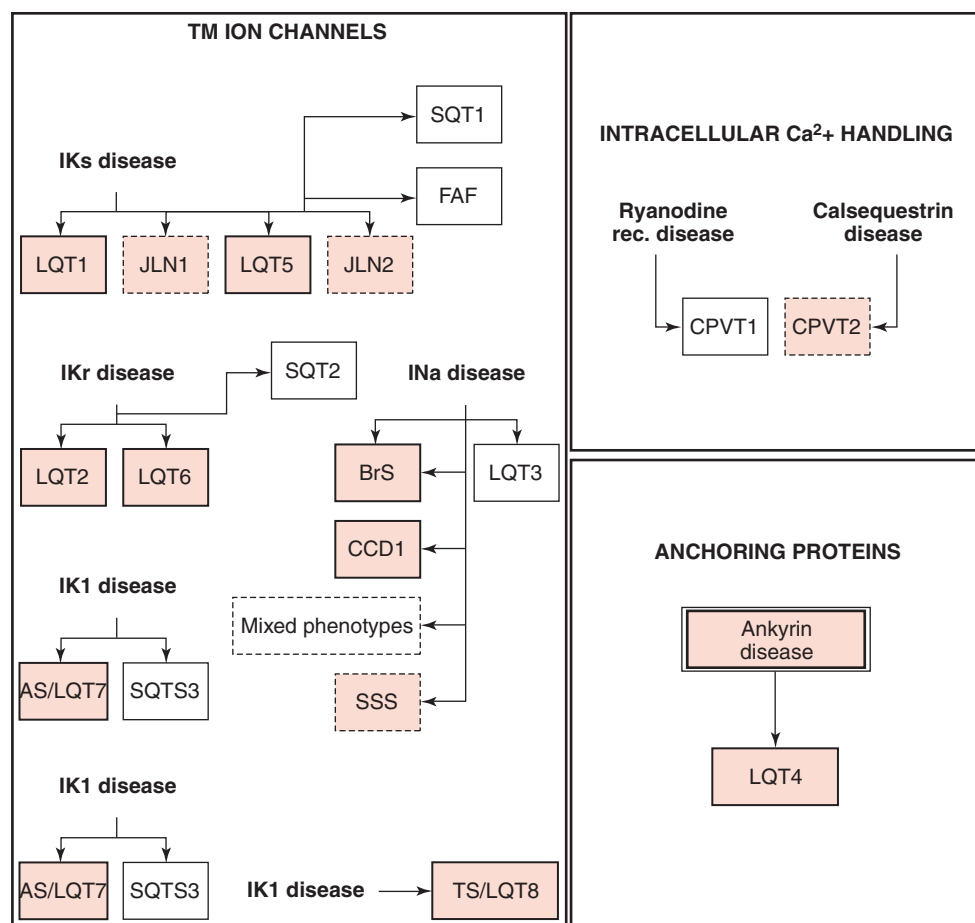 TM ION CHANNELS
SQT1
IKs disease
FAF
LQT1
JLN1
LQT5
JLN2
IKr disease
SQT2
LQT2
LQT6
INa disease
BrS
LQT3
CCD1
Mixed phenotypes
SSS
IK1 disease
AS/LQT7
SQTS3
IK1 disease
AS/LQT7
SQTS3
IK1 disease
TS/LQT8
INTRACELLULAR Ca²+ HANDLING
Ryanodine
rec. disease
Calsequestrin
disease
CPVT1
CPVT2
ANCHORING PROTEINS
Ankyrin
disease
LQT4